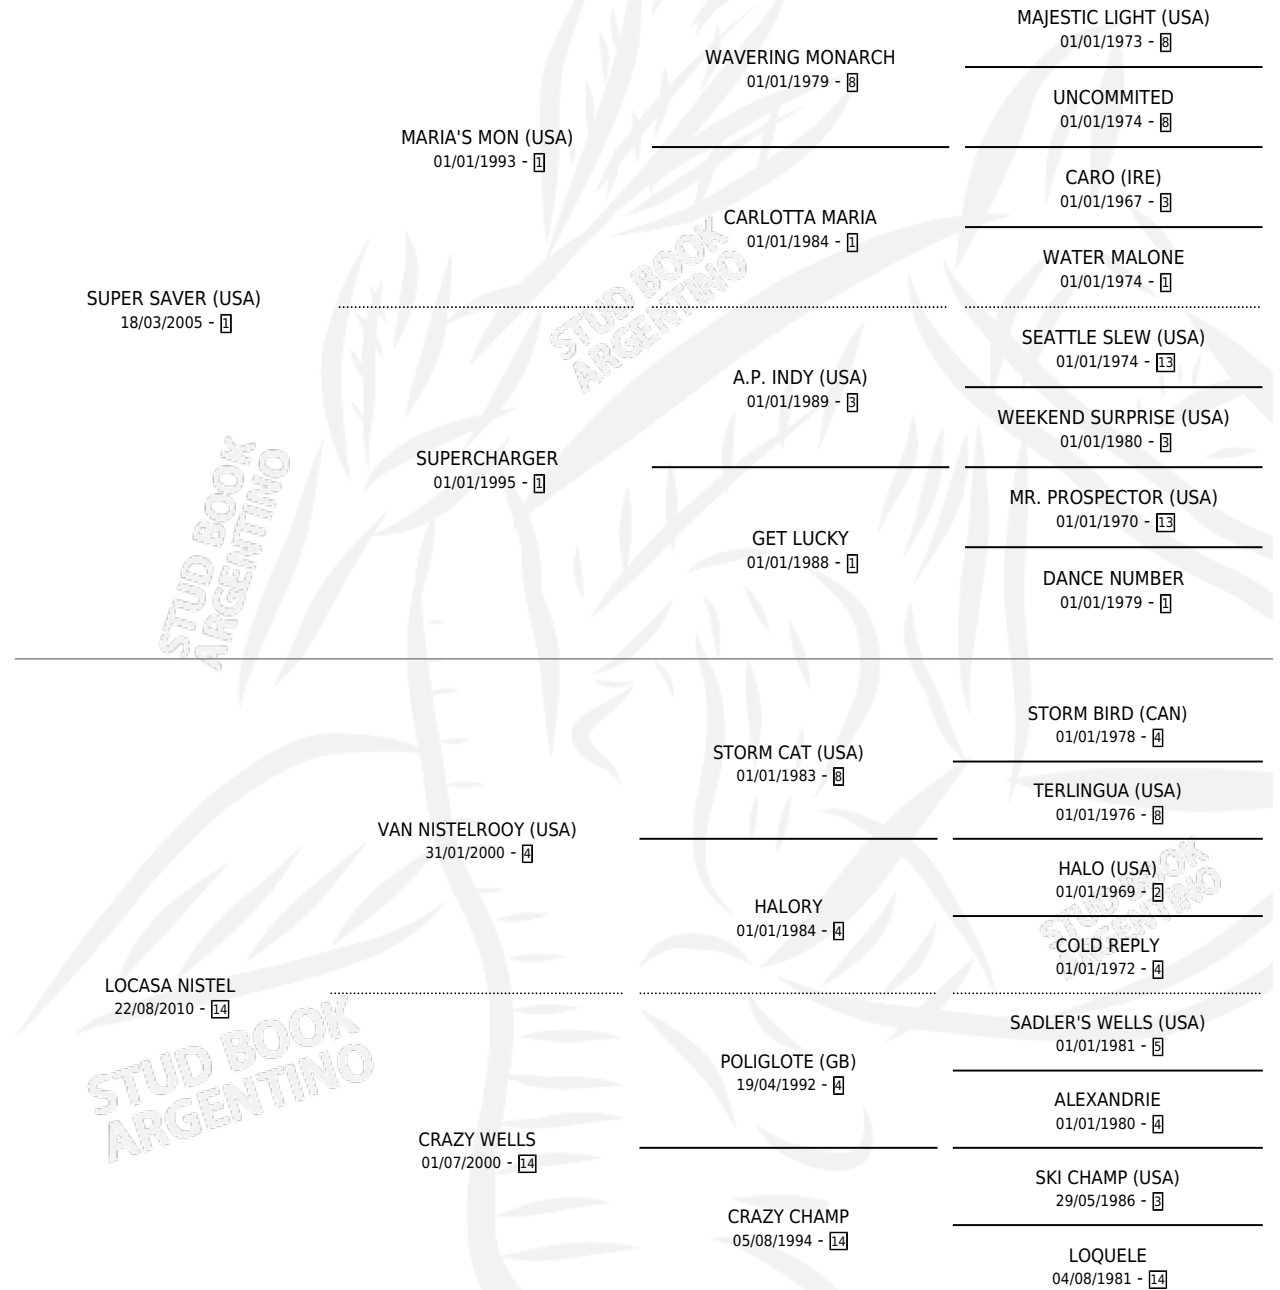 MAJESTIC LIGHT (USA)
01/01/1973 - 8
WAVERING MONARCH
01/01/1979 - 8
UNCOMMITED
01/01/1974 - 8
MARIA'S MON (USA)
01/01/1993 - 1
CARO (IRE)
01/01/1967 - 3
CARLOTTA MARIA
01/01/1984 - 1
WATER MALONE
01/01/1974 - 1
SUPER SAVER (USA)
18/03/2005 - 1
SEATTLE SLEW (USA)
01/01/1974 - 13
A.P. INDY (USA)
01/01/1989 - 3
WEEKEND SURPRISE (USA)
01/01/1980 - 3
SUPERCHARGER
01/01/1995 - 1
MR. PROSPECTOR (USA)
01/01/1970 - 13
GET LUCKY
01/01/1988 - 1
DANCE NUMBER
01/01/1979 - 1
STORM BIRD (CAN)
01/01/1978 - 4
STORM CAT (USA)
01/01/1983 - 8
TERLINGUA (USA)
01/01/1976 - 8
VAN NISTELROOY (USA)
31/01/2000 - 4
HALO (USA)
01/01/1969 - 2
HALORY
01/01/1984 - 4
COLD REPLY
01/01/1972 - 4
LOCASA NISTEL
22/08/2010 - 14
SADLER'S WELLS (USA)
01/01/1981 - 5
POLIGLOTE (GB)
19/04/1992 - 4
ALEXANDRIE
01/01/1980 - 4
CRAZY WELLS
01/07/2000 - 14
SKI CHAMP (USA)
29/05/1986 - 3
CRAZY CHAMP
05/08/1994 - 14
LOQUELE
04/08/1981 - 14
STUD BOOK
ARGENTINO
STUD BOOK
ARGENTINO
STUD BOOK
ARGENTINO
STUD BOOK
ARGENTINO